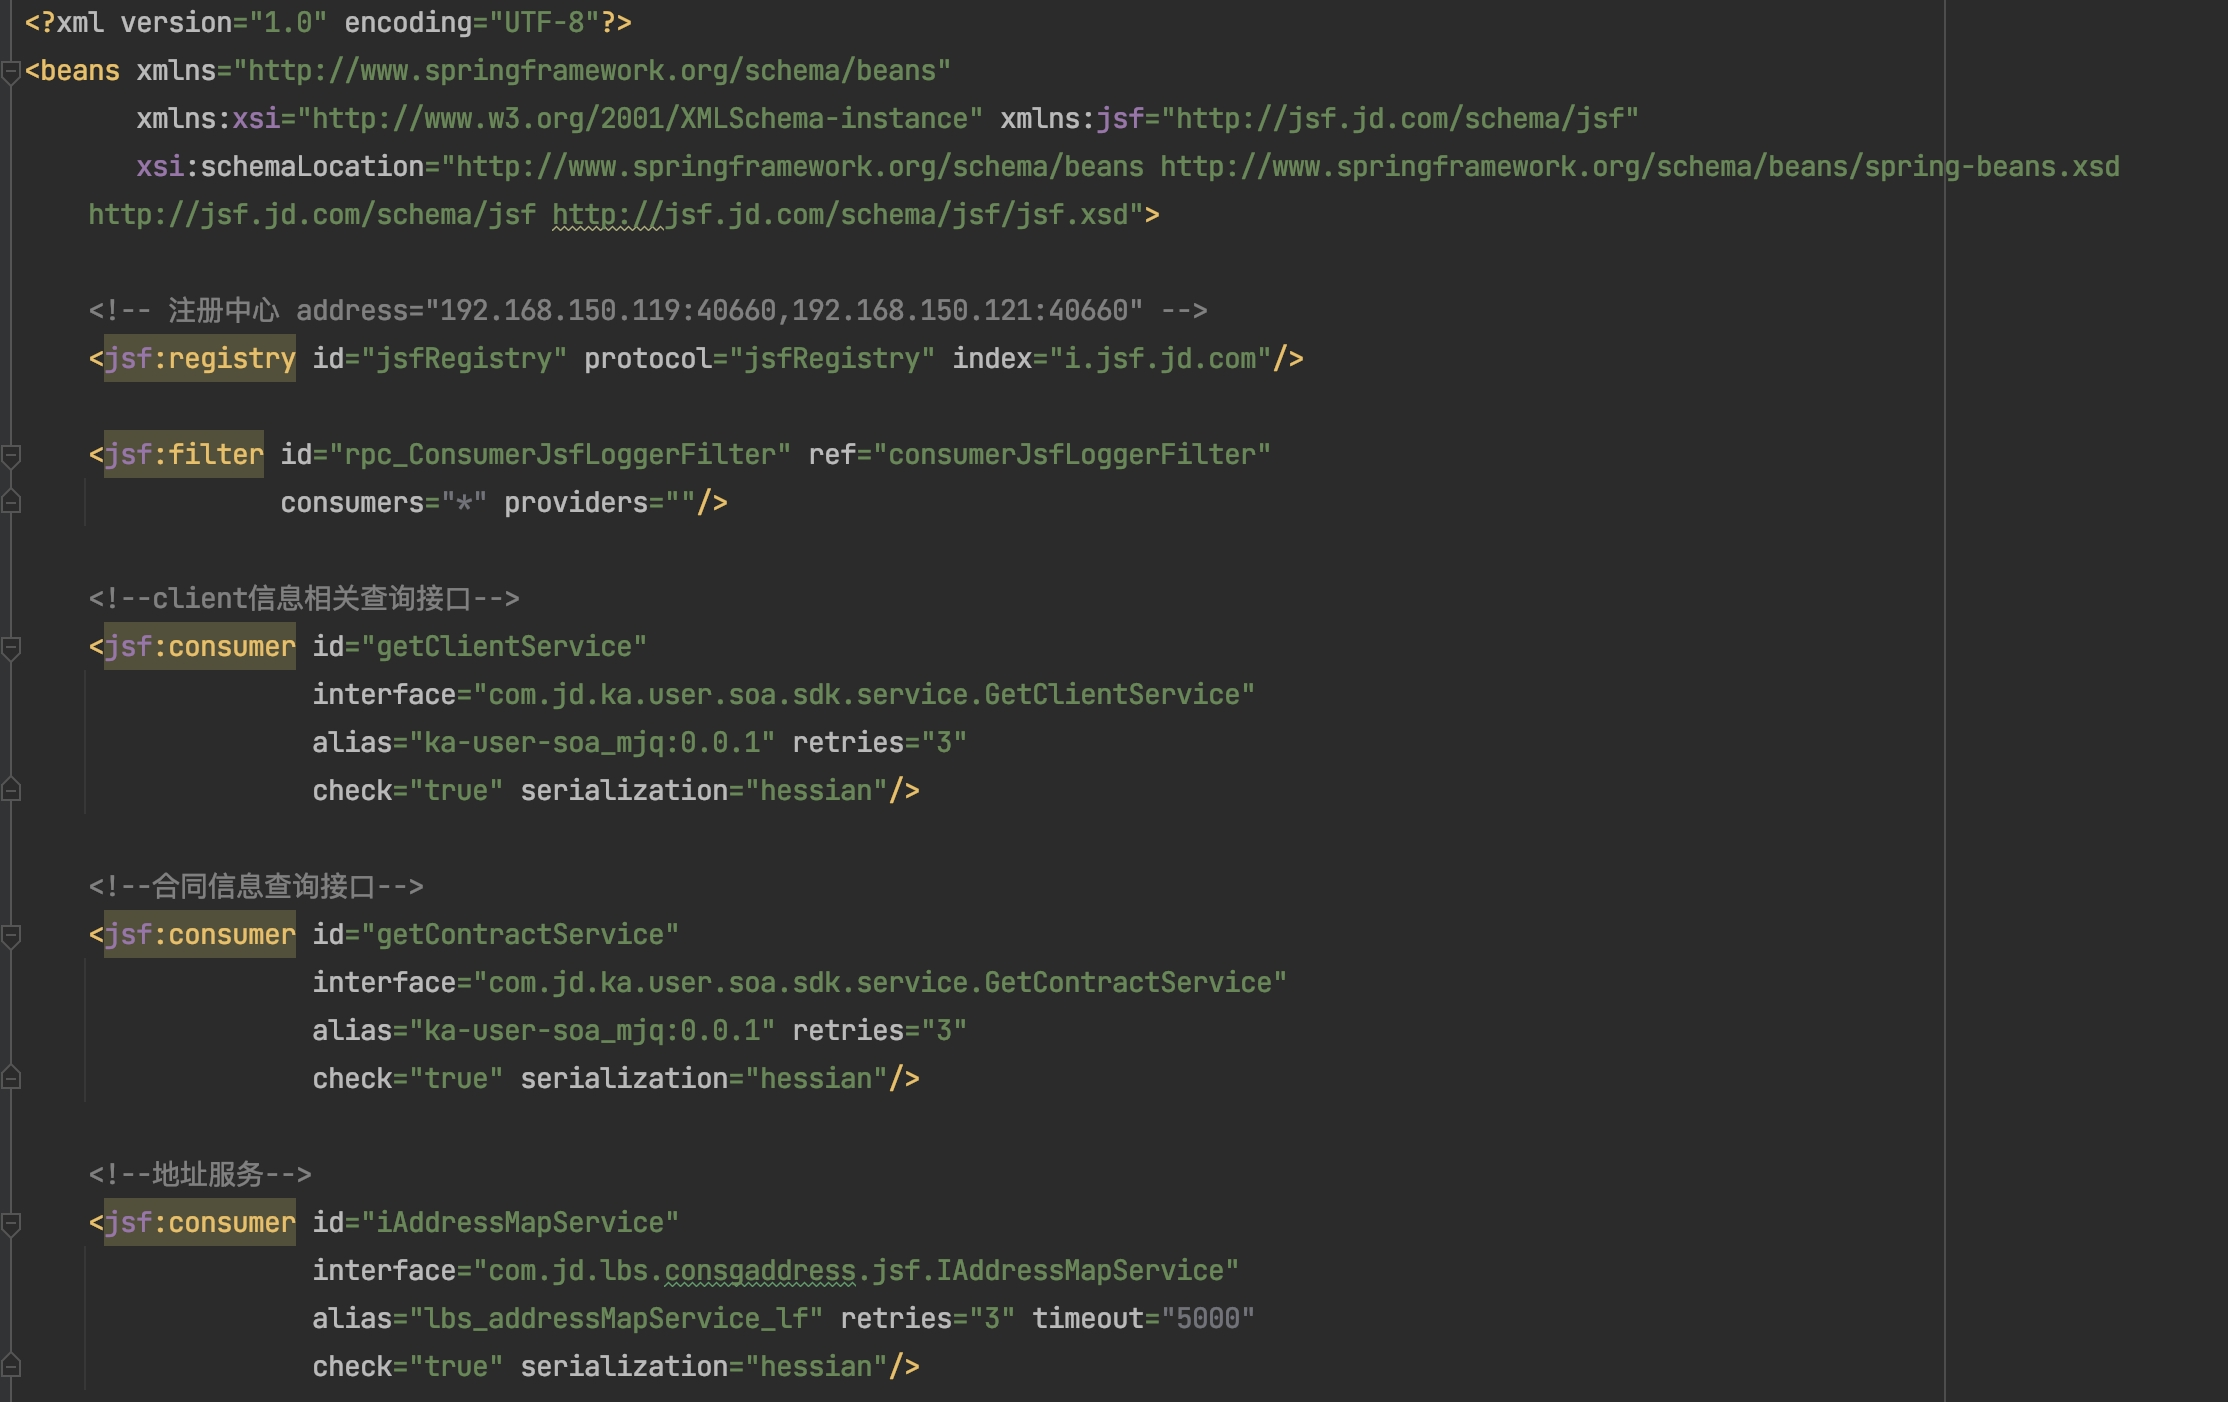 <?xml version="1.0" encoding="UTF-8"?>
<beans xmlns="http://www.springframework.org/schema/beans"
xmlns:xsi="http://www.w3.org/2001/XMLSchema-instance" xmlns:jsf="http://jsf.jd.com/schema/jsf"
xsi:schemaLocation="http://www.springframework.org/schema/beans http://www.springframework.org/schema/beans/spring-beans.xsd
http://jsf.jd.com/schema/jsf http://jsf.jd.com/schema/jsf/jsf.xsd">
<!-- 注册中心 address="192.168.150.119:40660,192.168.150.121:40660" -->
<jsf:registry id="jsfRegistry" protocol="jsfRegistry" index="i.jsf.jd.com"/>
<jsf:filter id="rpc_ConsumerJsfLoggerFilter" ref="consumerJsfLoggerFilter"
consumers="*" providers=""/>
<!--client信息相关查询接口-->
<jsf:consumer id="getClientService"
interface="com.jd.ka.user.soa.sdk.service.GetClientService"
alias="ka-user-soa_mjq:0.0.1" retries="3"
check="true" serialization="hessian"/>
<!--合同信息查询接口-->
<jsf:consumer id="getContractService"
interface="com.jd.ka.user.soa.sdk.service.GetContractService"
alias="ka-user-soa_mjq:0.0.1" retries="3"
check="true" serialization="hessian"/>
<!--地址服务-->
<jsf:consumer id="iAddressMapService"
interface="com.jd.lbs.consgaddress.jsf.IAddressMapService"
alias="lbs_addressMapService_lf" retries="3" timeout="5000"
check="true" serialization="hessian"/>